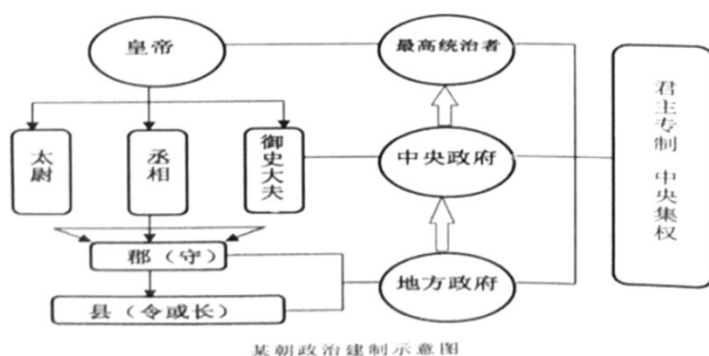 皇帝
最高统治者
太尉
丞相
御史大夫
中央政府
君主专制 中央集权
郡（守）
县（令或长）
地方政府
某朝政治建制示意图